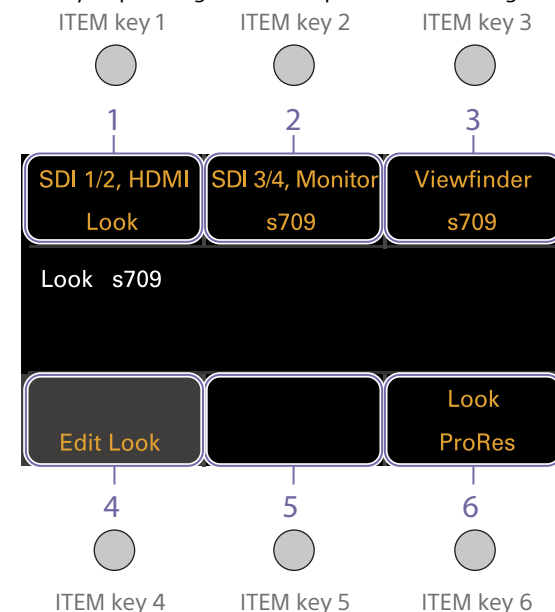 ITEM key 1 ITEM key 2 ITEM key 3
1 2 3
SDI 1/2, HDMI SDI 3/4, Monitor Viewfinder
Look s709 s709
Look s709
Look
Edit Look ProRes
4 5 6
ITEM key 4 ITEM key 5 ITEM key 6